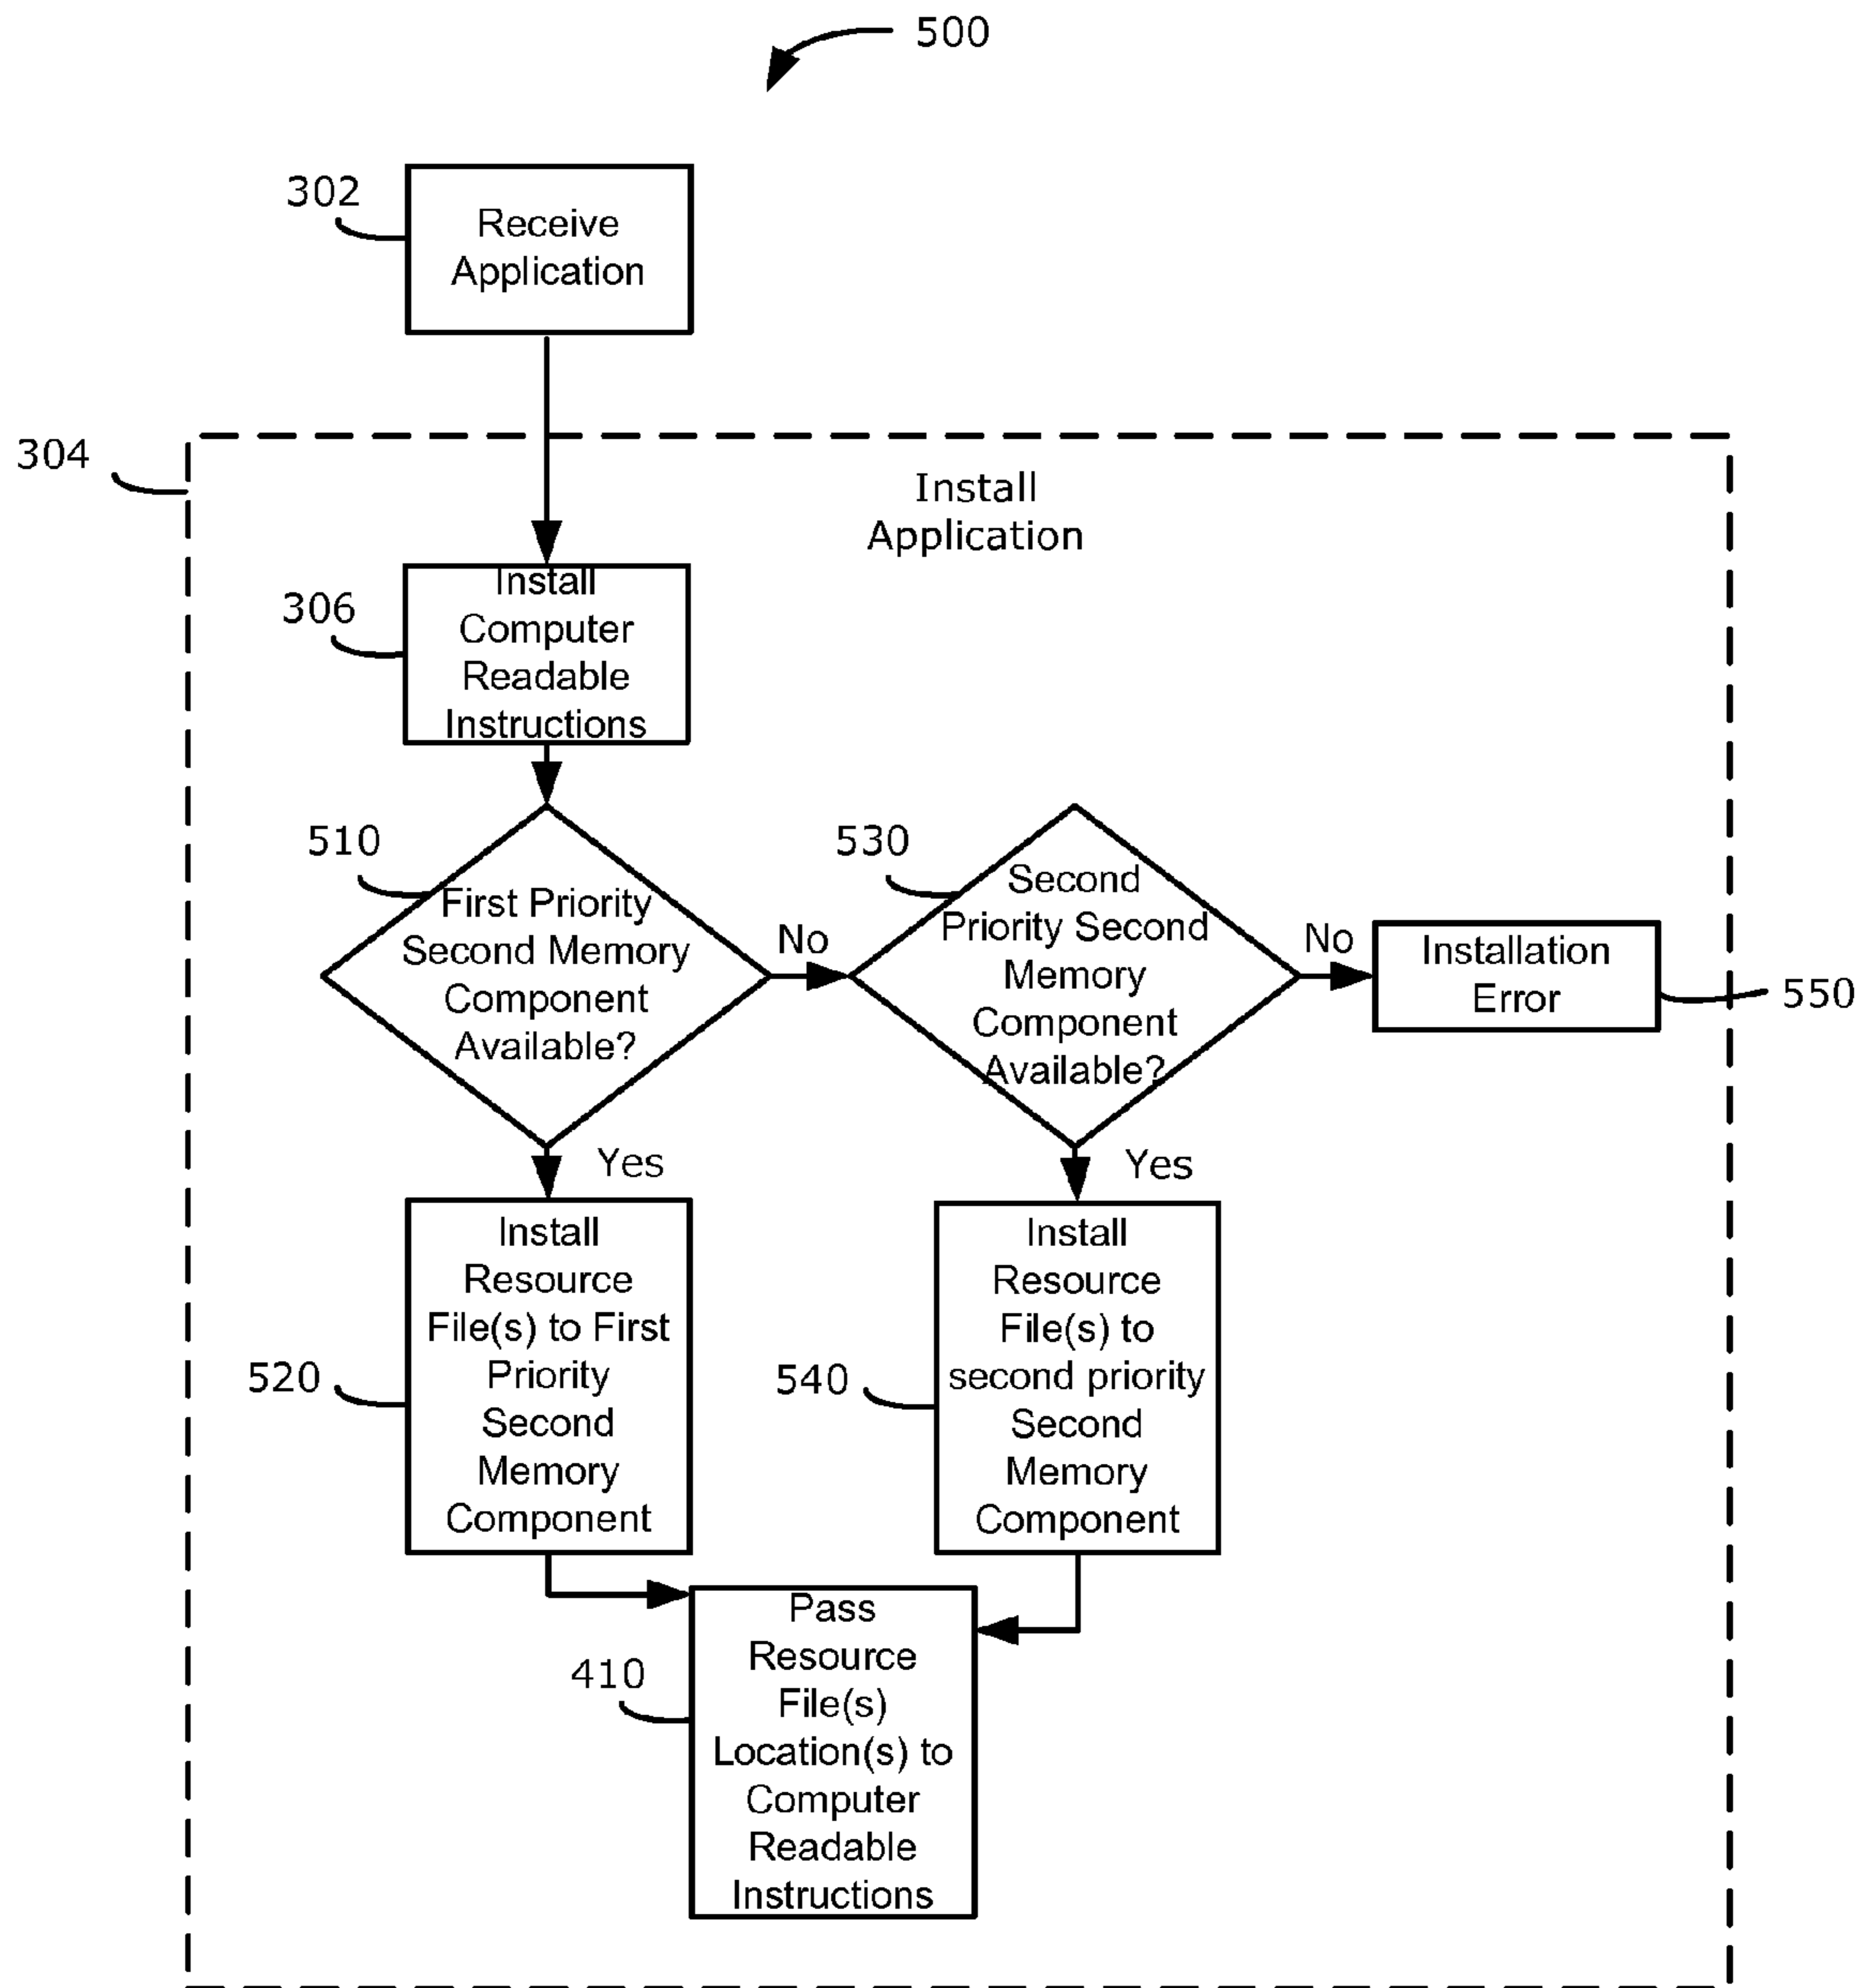 500
302
Receive
Application
304
Install
Application
306
Install
Computer
Readable
Instructions
510
First Priority
Second Memory
Component
Available?
No
530
Second
Priority Second
Memory
Component
Available?
No
Installation
Error
550
Yes
Yes
520
Install
Resource
File(s) to First
Priority
Second
Memory
Component
540
Install
Resource
File(s) to
second priority
Second
Memory
Component
410
Pass
Resource
File(s)
Location(s) to
Computer
Readable
Instructions